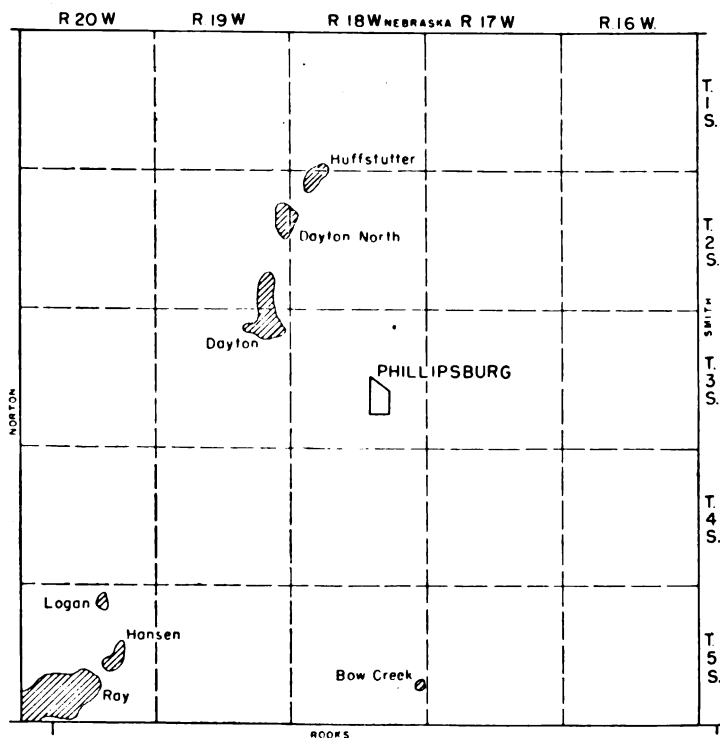 R 20 W R 19 W R 18 W NEBRASKA R 17 W R. 16 W.
T. 1 S.
Huffstutter
T. 2 S.
Dayton North
SMITH
Dayton
T. 3 S.
PHILLIPSBURG
NORTON
T. 4 S.
Logan
Hansen
T. 5 S.
Bow Creek
Ray
ROOKS